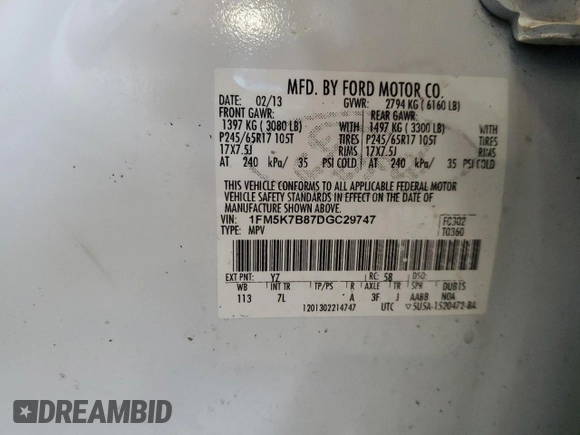 MFD. BY FORD MOTOR CO.
DATE: 02/13 GVWR: 2794 KG ( 6160 LB)
FRONT GAWR: REAR GAWR:
1397 KG ( 3080 LB) WITH 1497 KG ( 3300 LB) WITH
P245/65R17 105T TIRES P245/65R17 105T TIRES
17X7.5J RIMS 17X7.5J RIMS
AT 240 kPa/ 35 PSI COLD AT 240 kPa/ 35 PSI COLD
THIS VEHICLE CONFORMS TO ALL APPLICABLE FEDERAL MOTOR
VEHICLE SAFETY STANDARDS IN EFFECT ON THE DATE OF
MANUFACTURE SHOWN ABOVE.
VIN: 1FM5K7B87DGC29747 FC302
TYPE: MPV T0360
EXT PNT: YZ RC: 58 DSO:
WB INT TR TP/PS R AXLE TR SPR DUBTS
113 7L A 3F J AABB NOA
1201302214747 UTC 5U5A-1520472-BA
DREAMBID